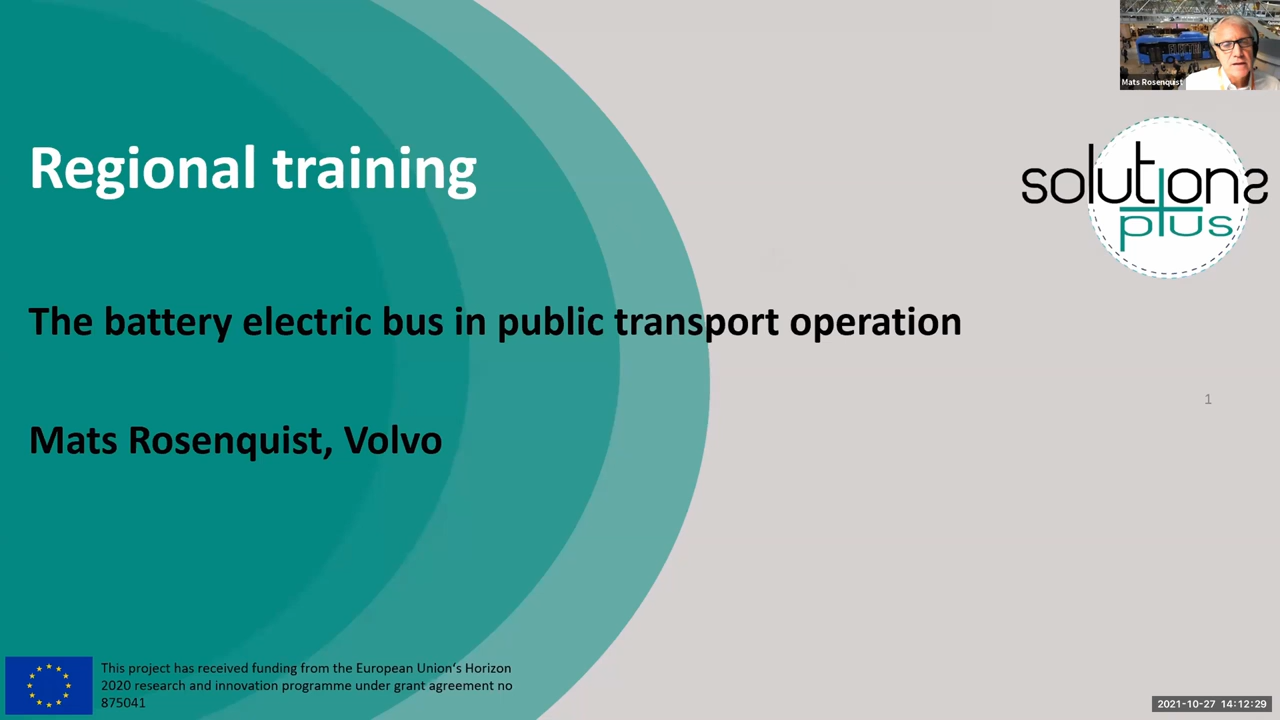 Mats Rosenquist
solutions
plus
Regional training
The battery electric bus in public transport operation
1
Mats Rosenquist, Volvo
This project has received funding from the European Union‘s Horizon
2020 research and innovation programme under grant agreement no
875041
2021-10-27 14:12:29